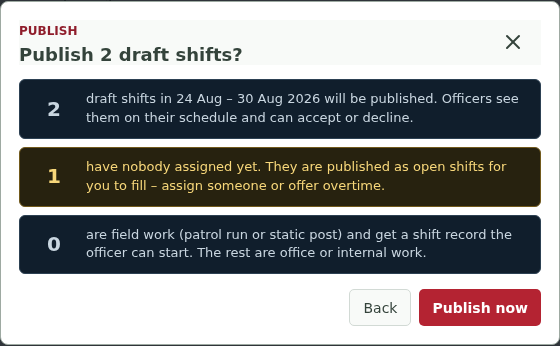 PUBLISH
Publish 2 draft shifts?
2
draft shifts in 24 Aug – 30 Aug 2026 will be published. Officers see
them on their schedule and can accept or decline.
1
have nobody assigned yet. They are published as open shifts for
you to fill – assign someone or offer overtime.
0
are field work (patrol run or static post) and get a shift record the
officer can start. The rest are office or internal work.
Back
Publish now